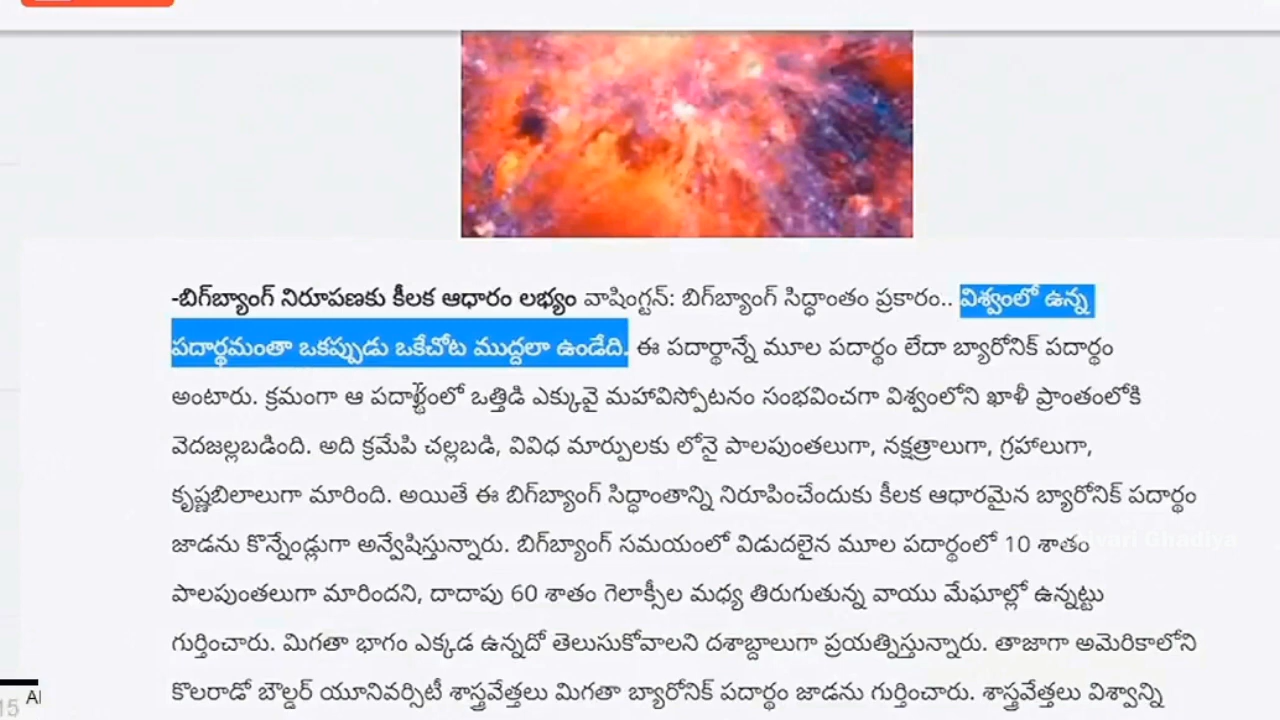 -బిగ్‌బ్యాంగ్ నిరూపణకు కీలక ఆధారం లభ్యం వాషింగ్టన్: బిగ్‌బ్యాంగ్ సిద్ధాంతం ప్రకారం.. విశ్వంలో ఉన్న
పదార్థమంతా ఒకప్పుడు ఒకేచోట ముద్దలా ఉండేది. ఈ పదార్థాన్నే మూల పదార్థం లేదా బ్యారోనిక్ పదార్థం
అంటారు. క్రమంగా ఆ పదార్థంలో ఒత్తిడి ఎక్కువై మహావిస్పోటనం సంభవించగా విశ్వంలోని ఖాళీ ప్రాంతంలోకి
వెదజల్లబడింది. అది క్రమేపి చల్లబడి, వివిధ మార్పులకు లోనై పాలపుంతలుగా, నక్షత్రాలుగా, గ్రహాలుగా,
కృష్ణబిలాలుగా మారింది. అయితే ఈ బిగ్‌బ్యాంగ్ సిద్ధాంతాన్ని నిరూపించేందుకు కీలక ఆధారమైన బ్యారోనిక్ పదార్థం
జాడను కొన్నేండ్లుగా అన్వేషిస్తున్నారు. బిగ్‌బ్యాంగ్ సమయంలో విడుదలైన మూల పదార్థంలో 10 శాతం
పాలపుంతలుగా మారిందని, దాదాపు 60 శాతం గెలాక్సీల మధ్య తిరుగుతున్న వాయు మేఘాల్లో ఉన్నట్టు
గుర్తించారు. మిగతా భాగం ఎక్కడ ఉన్నదో తెలుసుకోవాలని దశాబ్దాలుగా ప్రయత్నిస్తున్నారు. తాజాగా అమెరికాలోని
కొలరాడో బౌల్డర్ యూనివర్సిటీ శాస్త్రవేత్తలు మిగతా బ్యారోనిక్ పదార్థం జాడను గుర్తించారు. శాస్త్రవేత్తలు విశ్వాన్ని
15